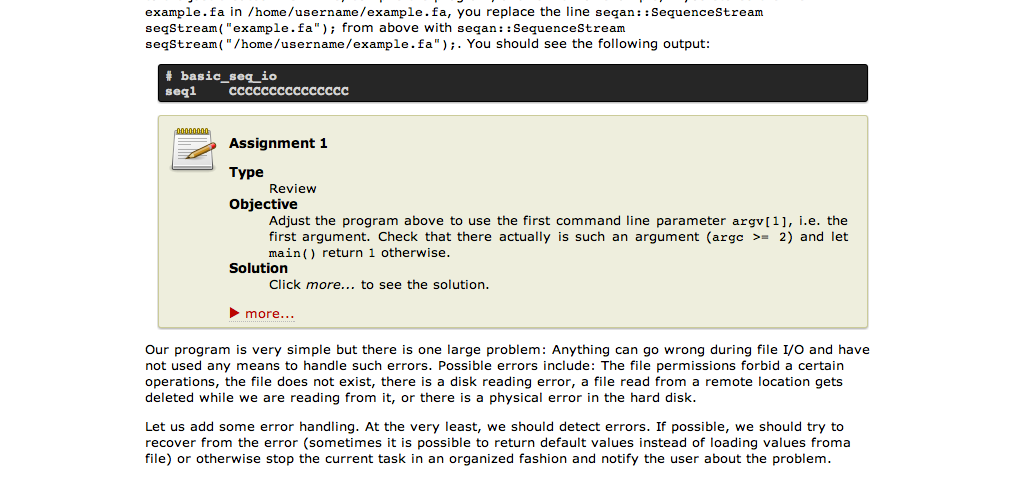 example.fa in /home/username/example.fa, you replace the line seqan::SequenceStream
seqStream("example.fa"); from above with seqan::SequenceStream
seqStream("/home/username/example.fa");. You should see the following output:
# basic_seq_io
seq1    CCCCCCCCCCCCCCC
Assignment 1
Type
Review
Objective
Adjust the program above to use the first command line parameter argv[1], i.e. the
first argument. Check that there actually is such an argument (argc >= 2) and let
main() return 1 otherwise.
Solution
Click more... to see the solution.
more...
Our program is very simple but there is one large problem: Anything can go wrong during file I/O and have
not used any means to handle such errors. Possible errors include: The file permissions forbid a certain
operations, the file does not exist, there is a disk reading error, a file read from a remote location gets
deleted while we are reading from it, or there is a physical error in the hard disk.
Let us add some error handling. At the very least, we should detect errors. If possible, we should try to
recover from the error (sometimes it is possible to return default values instead of loading values froma
file) or otherwise stop the current task in an organized fashion and notify the user about the problem.